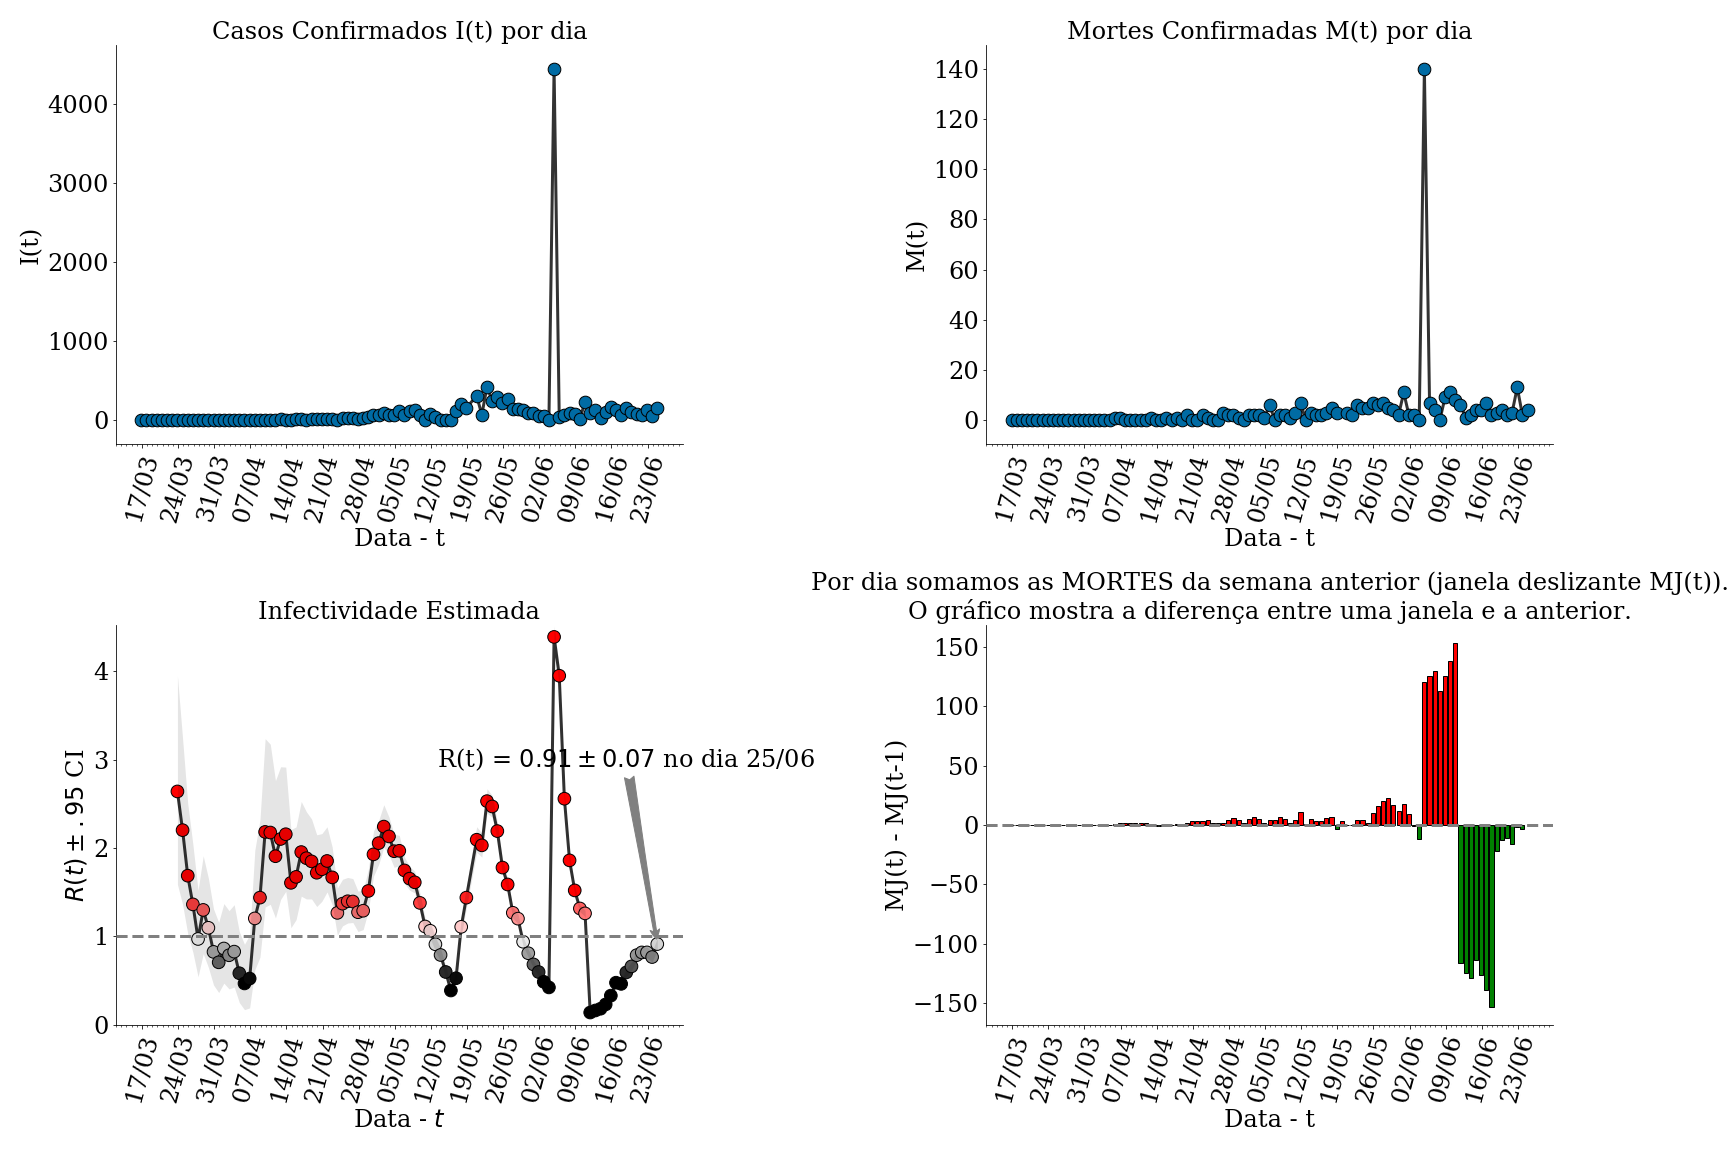 Casos Confirmados I(t) por dia
I(t)
4000
3000
2000
1000
0
17/03 24/03 31/03 07/04 14/04 21/04 28/04 05/05 12/05 19/05 26/05 02/06 09/06 16/06 23/06
Data - t
Mortes Confirmadas M(t) por dia
M(t)
140
120
100
80
60
40
20
0
17/03 24/03 31/03 07/04 14/04 21/04 28/04 05/05 12/05 19/05 26/05 02/06 09/06 16/06 23/06
Data - t
Infectividade Estimada
R(t) ± .95 CI
4
3
2
1
0
R(t) = 0.91 ± 0.07 no dia 25/06
17/03 24/03 31/03 07/04 14/04 21/04 28/04 05/05 12/05 19/05 26/05 02/06 09/06 16/06 23/06
Data - t
Por dia somamos as MORTES da semana anterior (janela deslizante MJ(t)).
O gráfico mostra a diferença entre uma janela e a anterior.
MJ(t) - MJ(t-1)
150
100
50
0
−50
−100
−150
17/03 24/03 31/03 07/04 14/04 21/04 28/04 05/05 12/05 19/05 26/05 02/06 09/06 16/06 23/06
Data - t